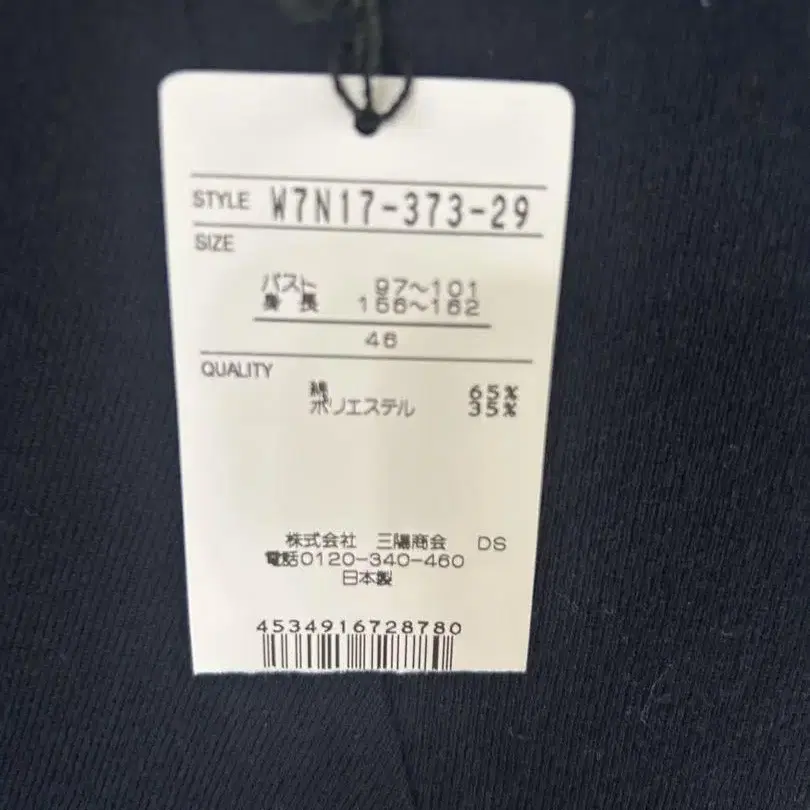 STYLE W7N17-373-29
SIZE
バスト 97〜101
身長 156〜162
46
QUALITY
綿 65%
ポリエステル 35%
株式会社 三陽商会 DS
電話0120-340-460
日本製
4534916728780